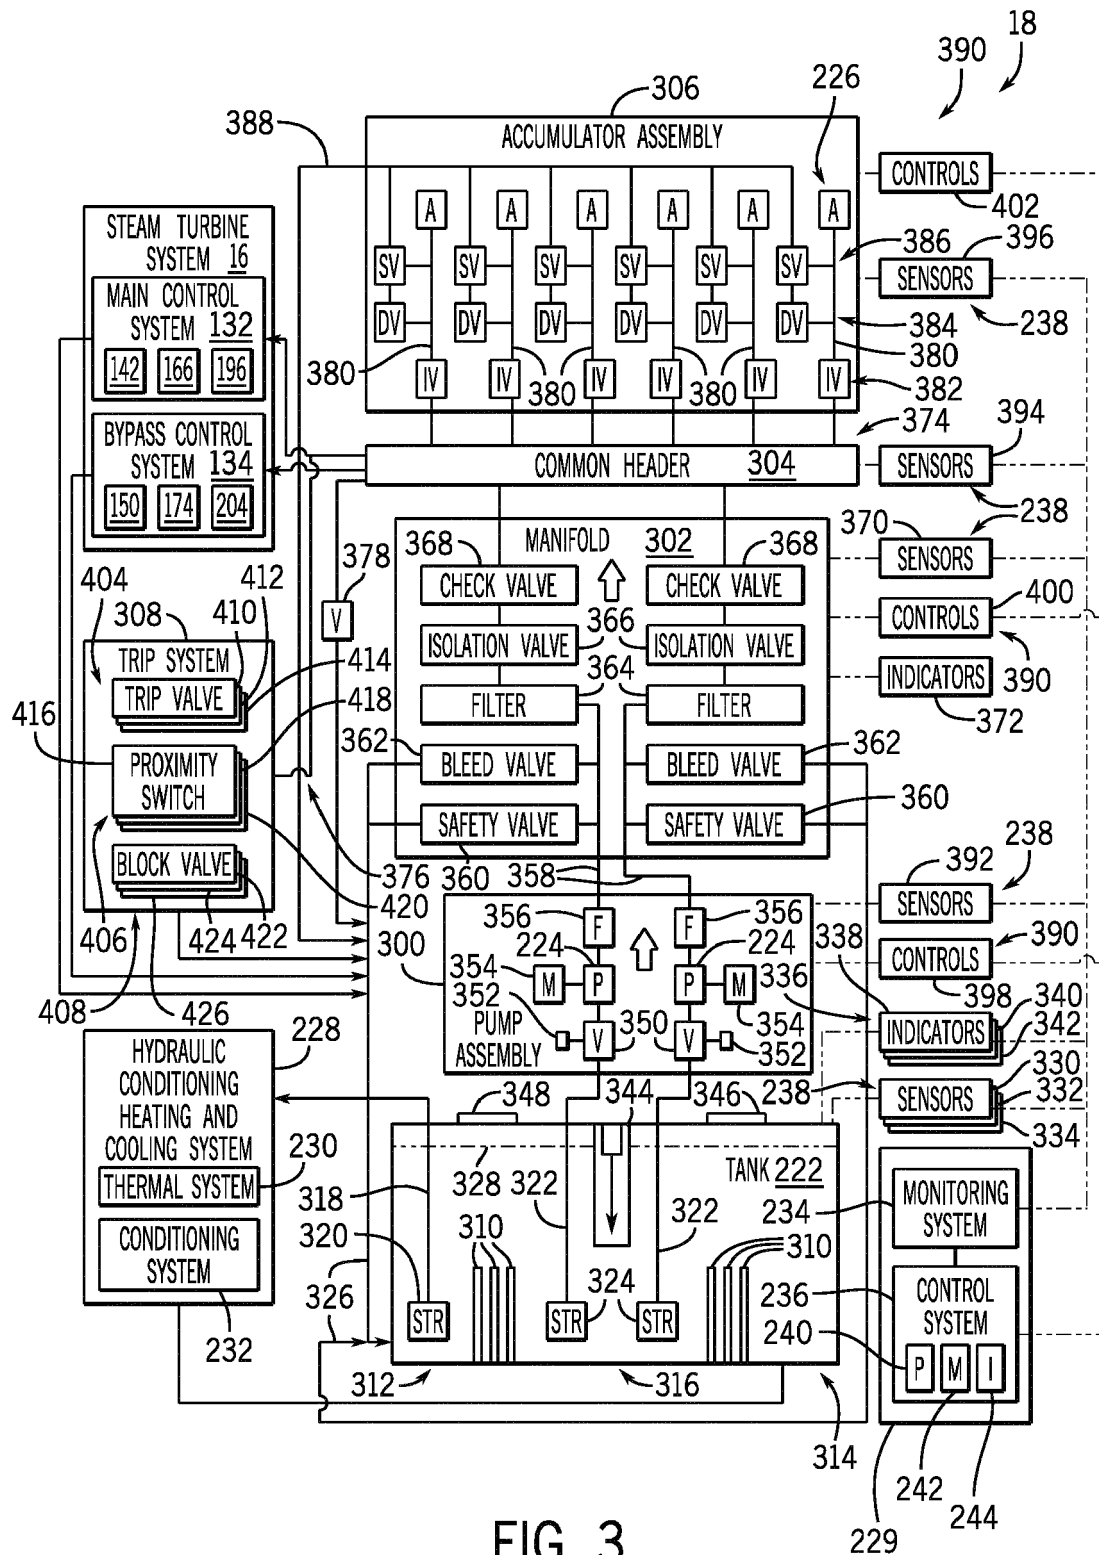 18
390
306
226
388
ACCUMULATOR ASSEMBLY
CONTROLS
402
A A A A A A
STEAM TURBINE
SYSTEM 16
396
386
SV SV SV SV SV SV
SENSORS
238
MAIN CONTROL
SYSTEM 132
DV DV DV DV DV DV
384
380
142 166 196
380 380 380 380
IV IV IV IV IV IV
382
374
394
BYPASS CONTROL
SYSTEM 134
COMMON HEADER 304
SENSORS
238
150 174 204
370
MANIFOLD 302
SENSORS
378
368 368
CHECK VALVE CHECK VALVE
404
412
410
308
V
366
400
CONTROLS
ISOLATION VALVE ISOLATION VALVE
TRIP SYSTEM
414
364
390
TRIP VALVE
INDICATORS
372
416
418
FILTER FILTER
362 362
PROXIMITY
SWITCH
BLEED VALVE BLEED VALVE
360
SAFETY VALVE SAFETY VALVE
BLOCK VALVE
376
360
358
392
238
406
424
422
420
356 356
SENSORS
F F
300
224 224
338
390
354
M P P M
CONTROLS
398
408
426
352
336
354
340
PUMP
ASSEMBLY
V 350 V
352
INDICATORS
342
228
HYDRAULIC
CONDITIONING
HEATING AND
COOLING SYSTEM
348
344
346
238
330
SENSORS
332
334
230
THERMAL SYSTEM
318
328
322
TANK 222
322
234
MONITORING
SYSTEM
CONDITIONING
SYSTEM
320
310
310
326
STR
STR
324
STR
236
CONTROL
SYSTEM
240
P M I
232
312
316
314
242
244
229
FIG. 3